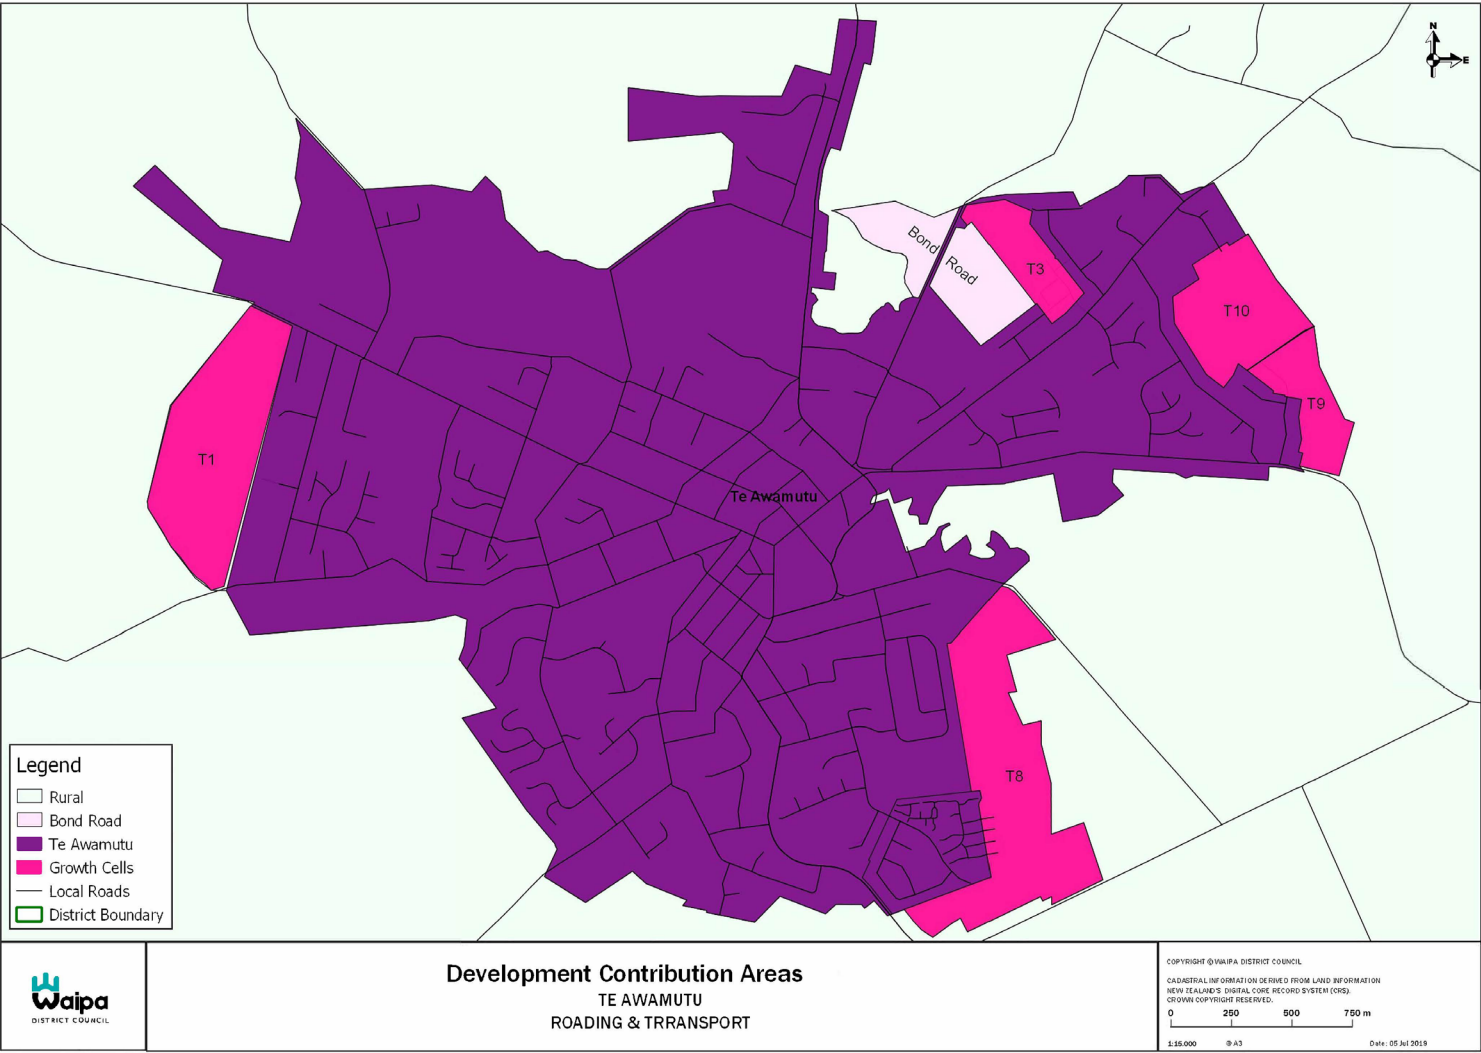 N
E
Bond
Road
T3
T10
T9
T1
Te Awamutu
T8
Legend
Rural
Bond Road
Te Awamutu
Growth Cells
Local Roads
District Boundary
Waipa
DISTRICT COUNCIL
Development Contribution Areas
TE AWAMUTU
ROADING & TRRANSPORT
COPYRIGHT © WAIPA DISTRICT COUNCIL
CADASTRAL INFORMATION DERIVED FROM LAND INFORMATION
NEW ZEALAND'S DIGITAL CORE RECORD SYSTEM (CRS).
CROWN COPYRIGHT RESERVED.
0 250 500 750 m
1:15,000 @ A3 Date: 05 Jul 2019